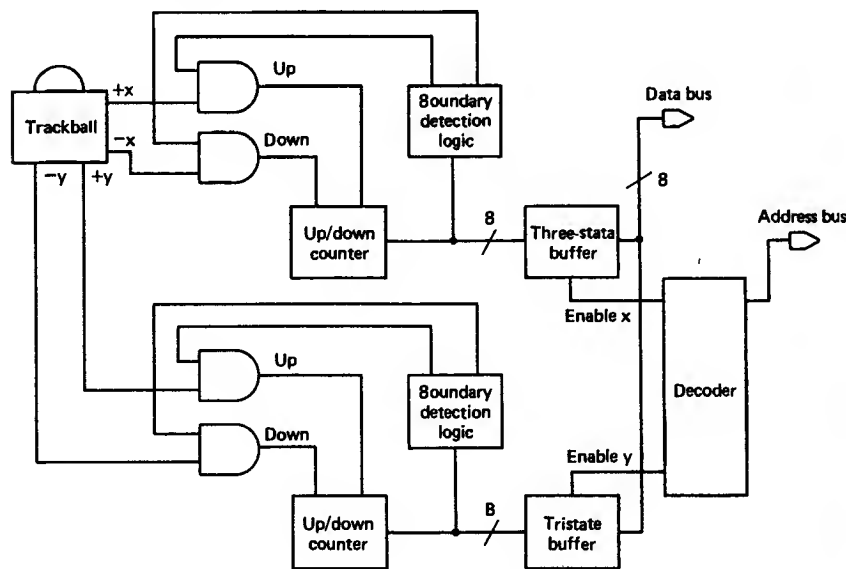 Up
+x
Trackball
8oundary
detection
logic
Data bus
−x
Down
−y
+y
8
8
Address bus
Up/down
counter
Three-stata
buffer
Enable x
Up
8oundary
detection
logic
Decoder
Down
Enable y
B
Up/down
counter
Tristate
buffer